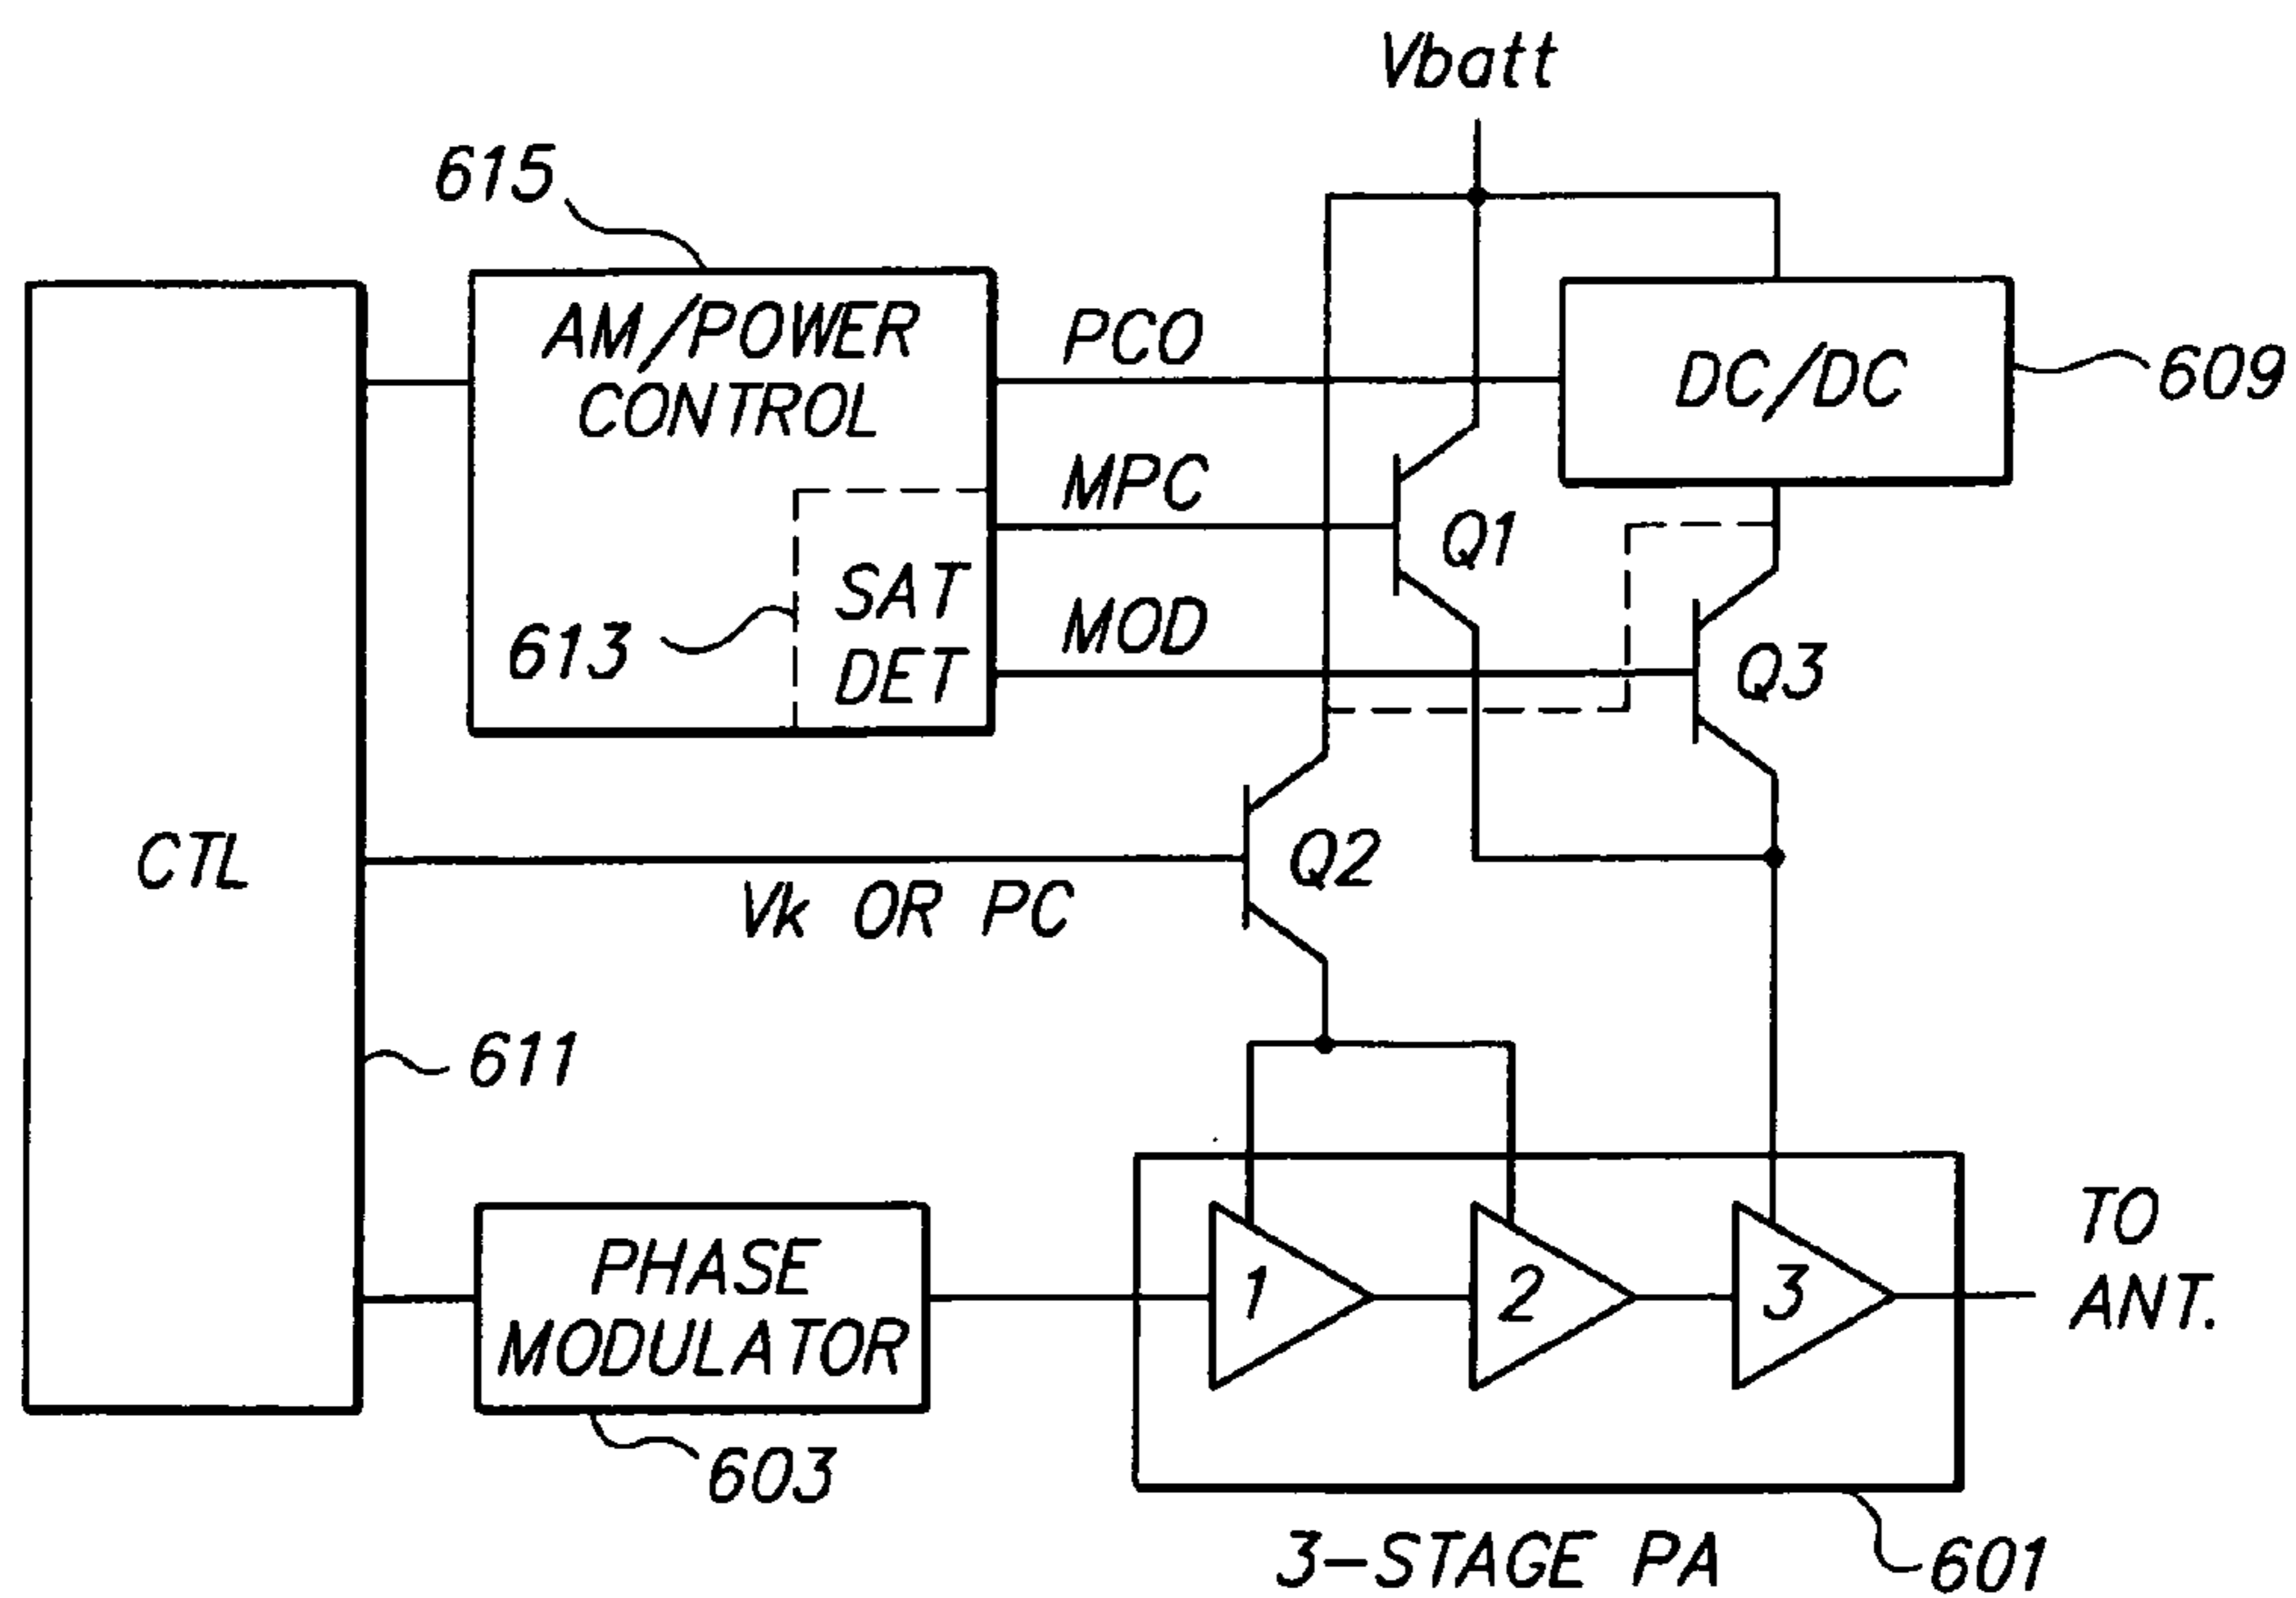 Vbatt
615
AM/POWER
CONTROL
PCO
DC/DC
609
MPC
Q1
SAT
DET
613
MOD
Q3
CTL
Q2
Vk OR PC
611
PHASE
MODULATOR
603
1
2
3
TO
ANT.
3-STAGE PA
601